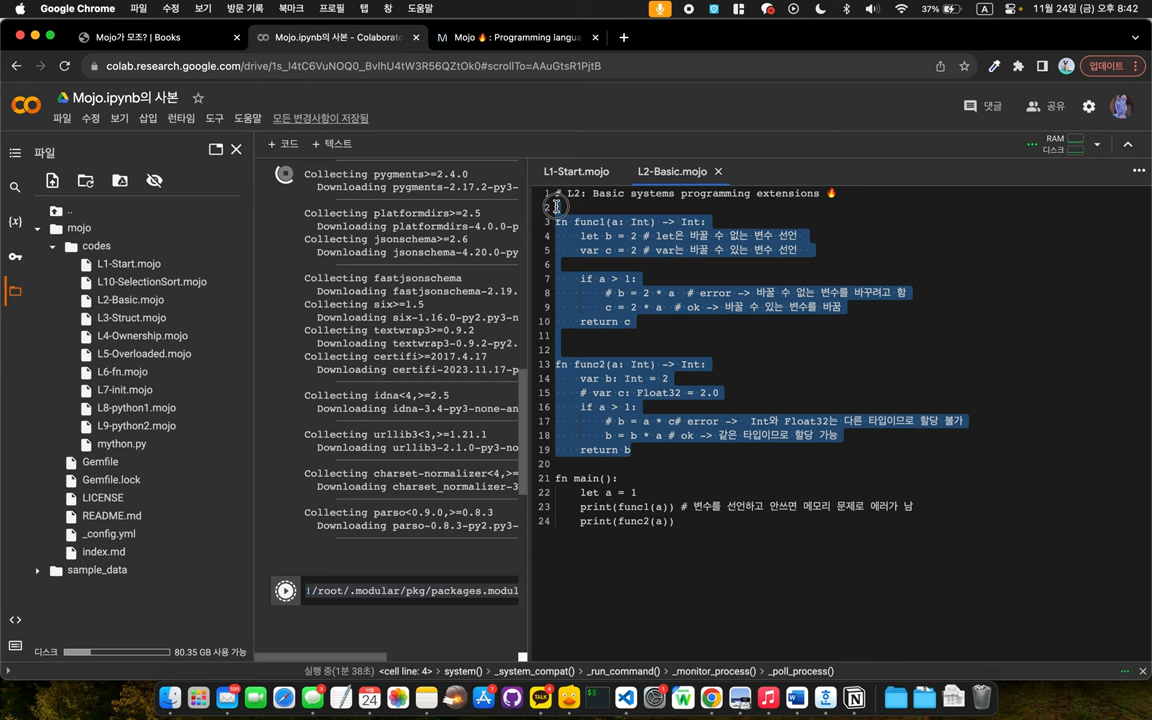 Google Chrome 파일 수정 보기 방문 기록 북마크 프로필 탭 창 도움말 37% A 11월 24일 (금) 오후 8:42
Mojo가 모조? | Books
Mojo.ipynb의 사본 - Colaborato
Mojo 🔥 : Programming langua
colab.research.google.com/drive/1s_l4tC6VuNOQ0_BvlhU4tW3R56QZtOk0#scrollTo=AAuGtsR1PjtB
업데이트
Mojo.ipynb의 사본
파일 수정 보기 삽입 런타임 도구 도움말 모든 변경사항이 저장됨
댓글 공유
파일
+ 코드 + 텍스트
RAM
디스크
..
mojo
codes
L1-Start.mojo
L10-SelectionSort.mojo
L2-Basic.mojo
L3-Struct.mojo
L4-Ownership.mojo
L5-Overloaded.mojo
L6-fn.mojo
L7-init.mojo
L8-python1.mojo
L9-python2.mojo
mython.py
Gemfile
Gemfile.lock
LICENSE
README.md
_config.yml
index.md
sample_data
디스크 80.35 GB 사용 가능
Collecting pygments>=2.4.0
Downloading pygments-2.17.2-py3-
Collecting platformdirs>=2.5
Downloading platformdirs-4.0.0-p
Collecting jsonschema>=2.6
Downloading jsonschema-4.20.0-py
Collecting fastjsonschema
Downloading fastjsonschema-2.19.
Collecting six>=1.5
Downloading six-1.16.0-py2.py3-n
Collecting textwrap3>=0.9.2
Downloading textwrap3-0.9.2-py2.
Collecting certifi>=2017.4.17
Downloading certifi-2023.11.17-p
Collecting idna<4,>=2.5
Downloading idna-3.4-py3-none-an
Collecting urllib3<3,>=1.21.1
Downloading urllib3-2.1.0-py3-no
Collecting charset-normalizer<4,>=
Downloading charset_normalizer-3
Collecting parso<0.9.0,>=0.8.3
Downloading parso-0.8.3-py2.py3-
!/root/.modular/pkg/packages.modul
L1-Start.mojo
L2-Basic.mojo
1 # L2: Basic systems programming extensions 🔥
2
3 fn func1(a: Int) -> Int:
4 let b = 2 # let은 바꿀 수 없는 변수 선언
5 var c = 2 # var는 바꿀 수 있는 변수 선언
6
7 if a > 1:
8 # b = 2 * a # error -> 바꿀 수 없는 변수를 바꾸려고 함
9 c = 2 * a # ok -> 바꿀 수 있는 변수를 바꿈
10 return c
11
12
13 fn func2(a: Int) -> Int:
14 var b: Int = 2
15 # var c: Float32 = 2.0
16 if a > 1:
17 # b = a * c# error -> Int와 Float32는 다른 타입이므로 할당 불가
18 b = b * a # ok -> 같은 타입이므로 할당 가능
19 return b
20
21 fn main():
22 let a = 1
23 print(func1(a)) # 변수를 선언하고 안쓰면 메모리 문제로 에러가 남
24 print(func2(a))
실행 중(1분 38초) <cell line: 4> system() _system_compat() _run_command() _monitor_process() _poll_process()